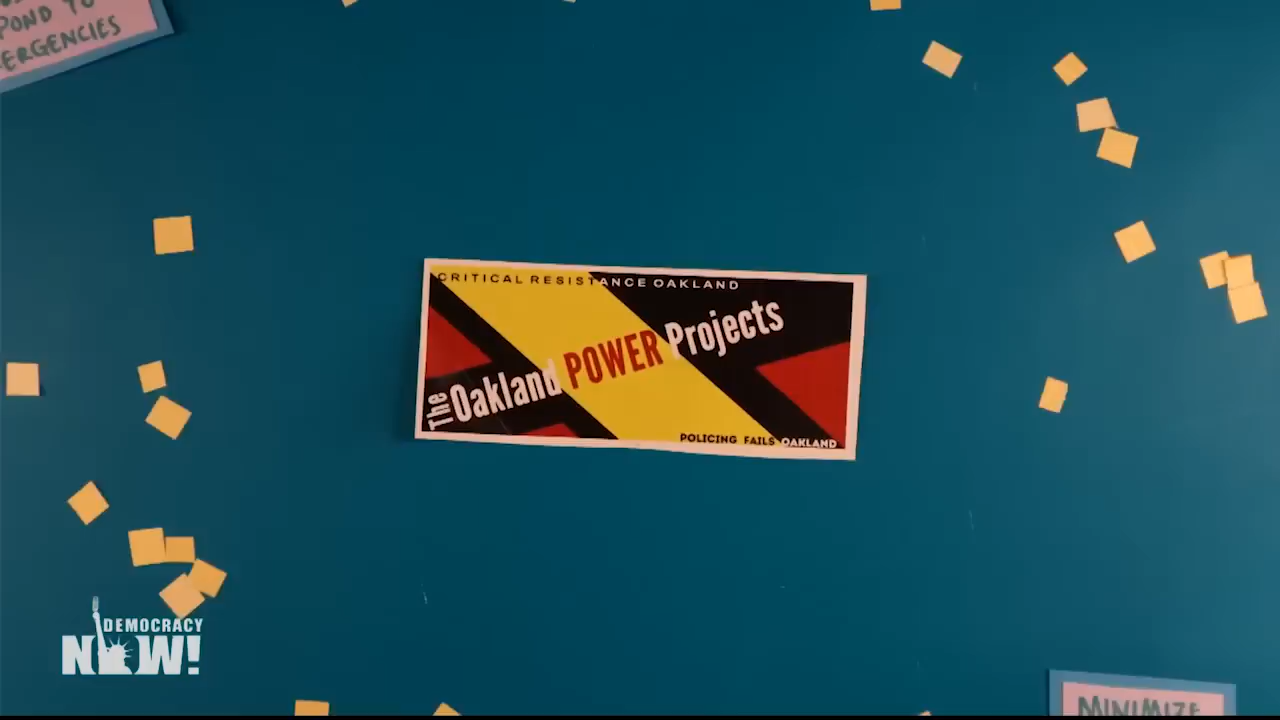 POND TO
ERGENCIES
CRITICAL RESISTANCE OAKLAND
The Oakland POWER Projects
POLICING FAILS OAKLAND
DEMOCRACY
NOW!
MINIMIZE